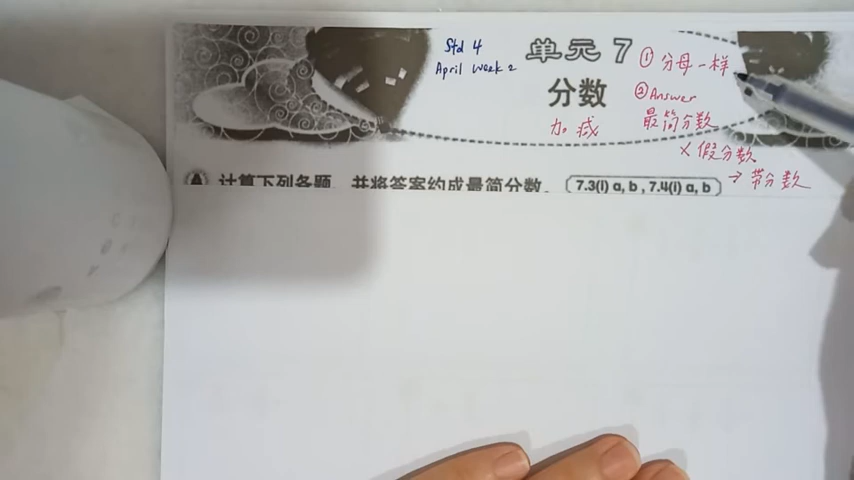 Std 4
April Week 2
单元 7
分数
加 减
① 分母一样
② Answer
最简分数
× 假分数
→ 带分数
A 计算下列各题，并将答案约成最简分数。 7.3(i) a, b, 7.4(i) a, b